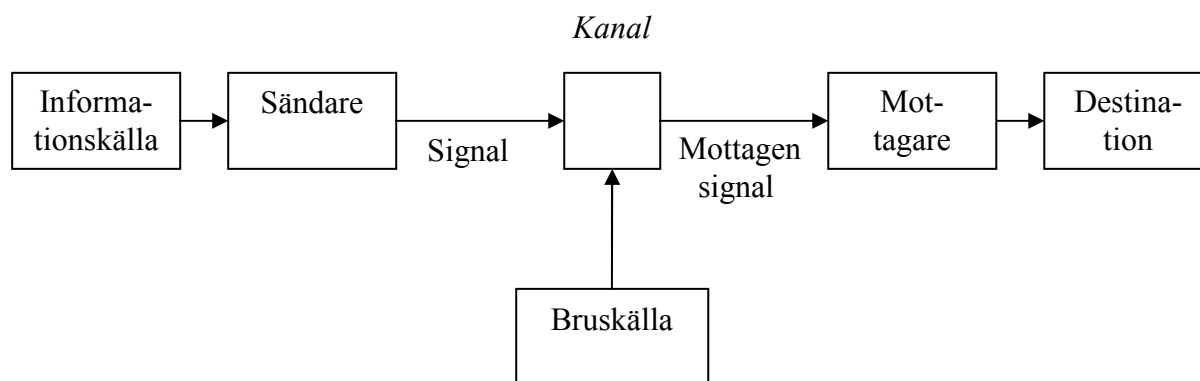 Kanal
Informa-
tionskälla
Sändare
Signal
Mottagen
signal
Mot-
tagare
Destina-
tion
Bruskälla